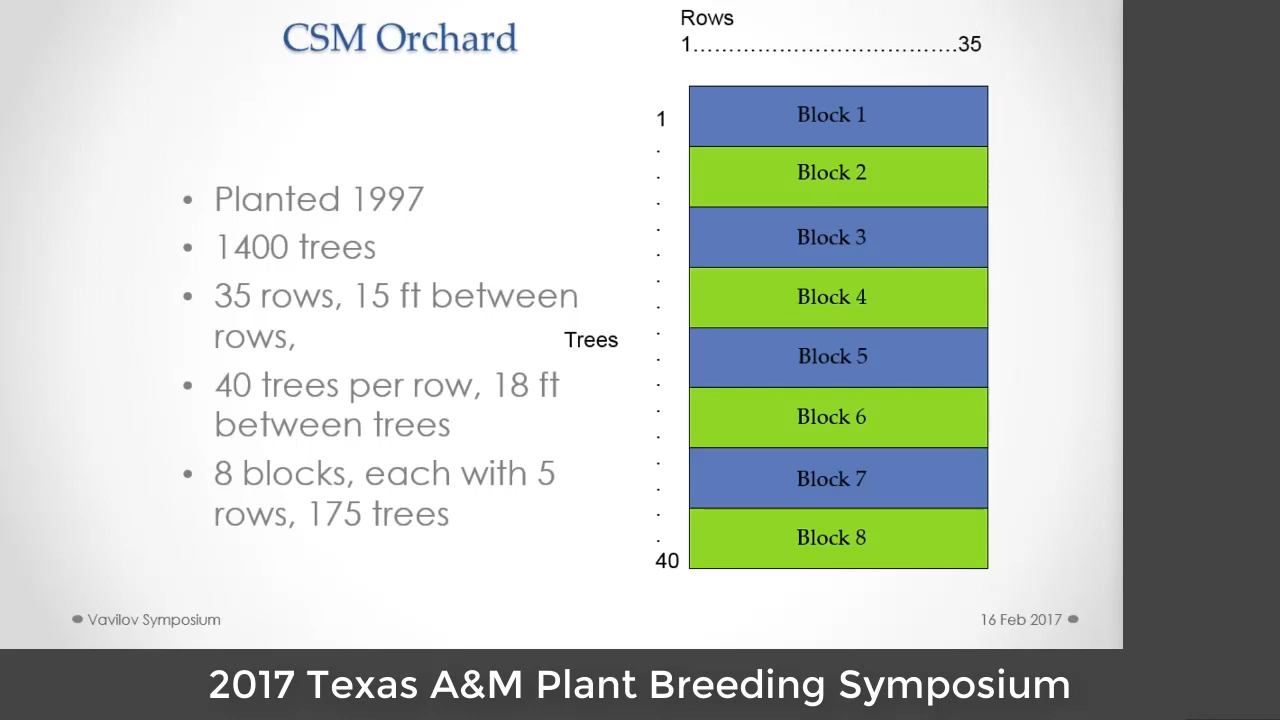 CSM Orchard
Rows
1……………………………….35
• Planted 1997
• 1400 trees
• 35 rows, 15 ft between
rows,
• 40 trees per row, 18 ft
between trees
• 8 blocks, each with 5
rows, 175 trees
Trees
1
40
Block 1
Block 2
Block 3
Block 4
Block 5
Block 6
Block 7
Block 8
Vavilov Symposium
16 Feb 2017
2017 Texas A&M Plant Breeding Symposium